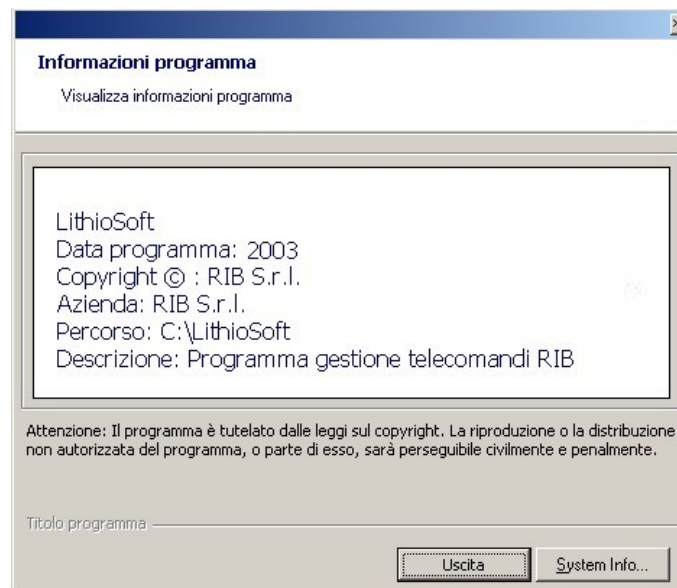 Informazioni programma
Visualizza informazioni programma
LithioSoft
Data programma: 2003
Copyright © : RIB S.r.l.
Azienda: RIB S.r.l.
Percorso: C:\LithioSoft
Descrizione: Programma gestione telecomandi RIB
Attenzione: Il programma è tutelato dalle leggi sul copyright. La riproduzione o la distribuzione
non autorizzata del programma, o parte di esso, sarà perseguibile civilmente e penalmente.
Titolo programma
Uscita System Info...